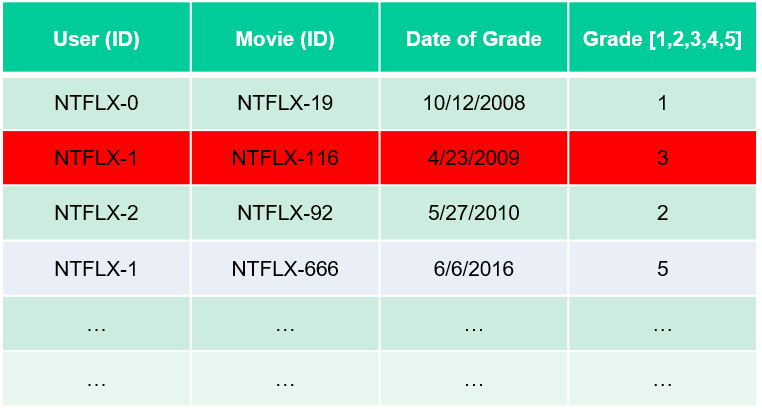 User (ID) Movie (ID) Date of Grade Grade [1,2,3,4,5]
NTFLX-0 NTFLX-19 10/12/2008 1
NTFLX-1 NTFLX-116 4/23/2009 3
NTFLX-2 NTFLX-92 5/27/2010 2
NTFLX-1 NTFLX-666 6/6/2016 5
… … … …
… … … …